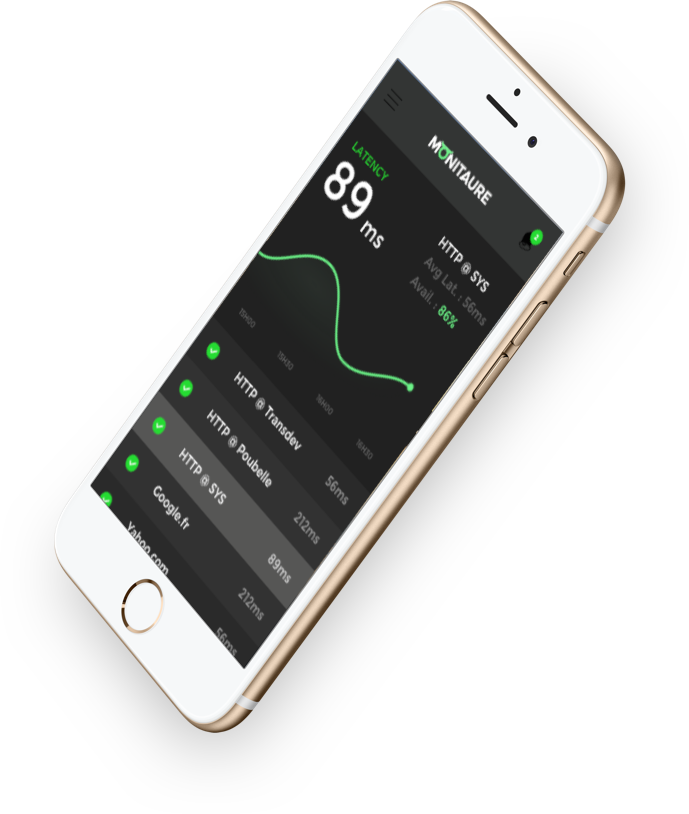 MONITAURE
LATENCY
89 ms
HTTP @ SYS
Avg Lat. : 56ms
Avail. : 86%
15H00
15H30
16H00
16H30
HTTP @ Transdev
56ms
HTTP @ Poubelle
212ms
HTTP @ SYS
89ms
Google.fr
212ms
Yahoo.com
56ms